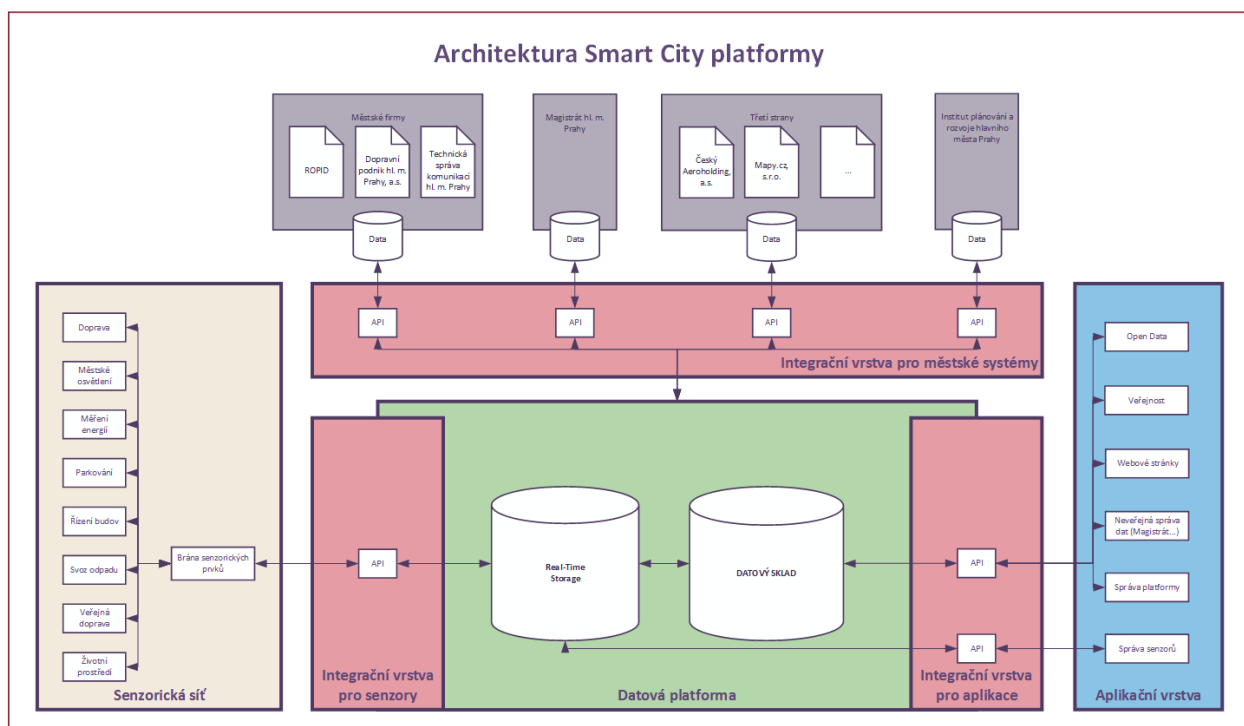 Architektura Smart City platformy
Městské firmy
ROPID
Dopravní
podnik hl. m.
Prahy, a.s.
Technická
správa
komunikací
hl. m. Prahy
Data
Magistrát hl. m.
Prahy
Data
Třetí strany
Český
Aeroholding,
a.s.
Mapy.cz,
s.r.o.
...
Data
Institut plánování a
rozvoje hlavního
města Prahy
Data
API
API
API
API
Integrační vrstva pro městské systémy
Doprava
Městské
osvětlení
Měření
energií
Parkování
Řízení budov
Svoz odpadu
Veřejná
doprava
Životní
prostředí
Brána senzorických
prvků
Senzorická síť
API
Integrační vrstva
pro senzory
Real-Time
Storage
DATOVÝ SKLAD
Datová platforma
API
API
Integrační vrstva
pro aplikace
Open Data
Veřejnost
Webové stránky
Neveřejná správa
dat (Magistrát...)
Správa platformy
Správa senzorů
Aplikační vrstva